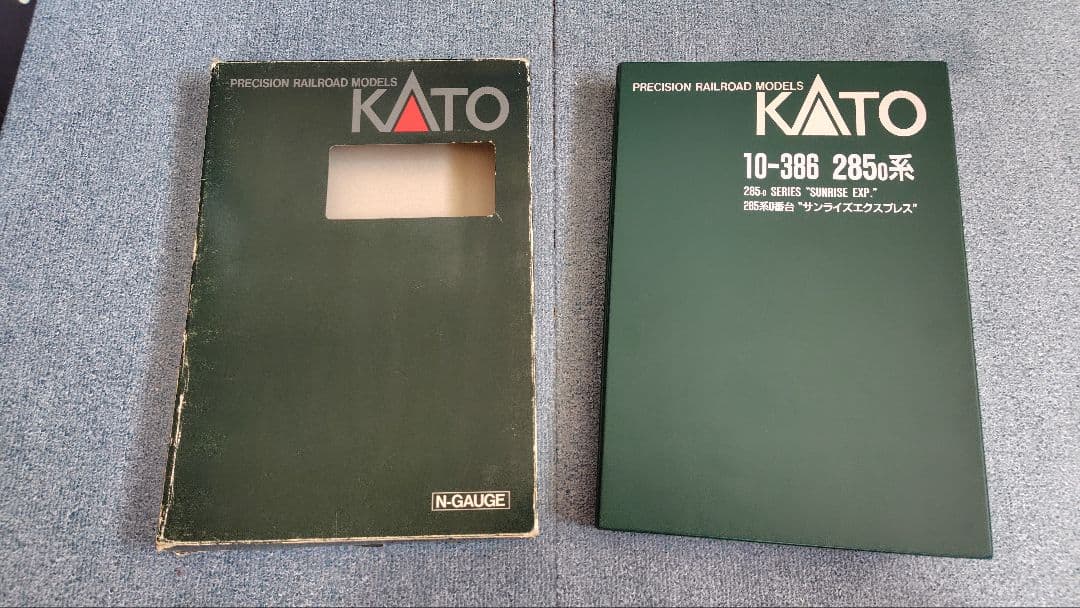 PRECISION RAILROAD MODELS
KATO
N-GAUGE
PRECISION RAILROAD MODELS
KATO
10-386 285₀系
285-₀ SERIES "SUNRISE EXP."
285系0番台 "サンライズエクスプレス"